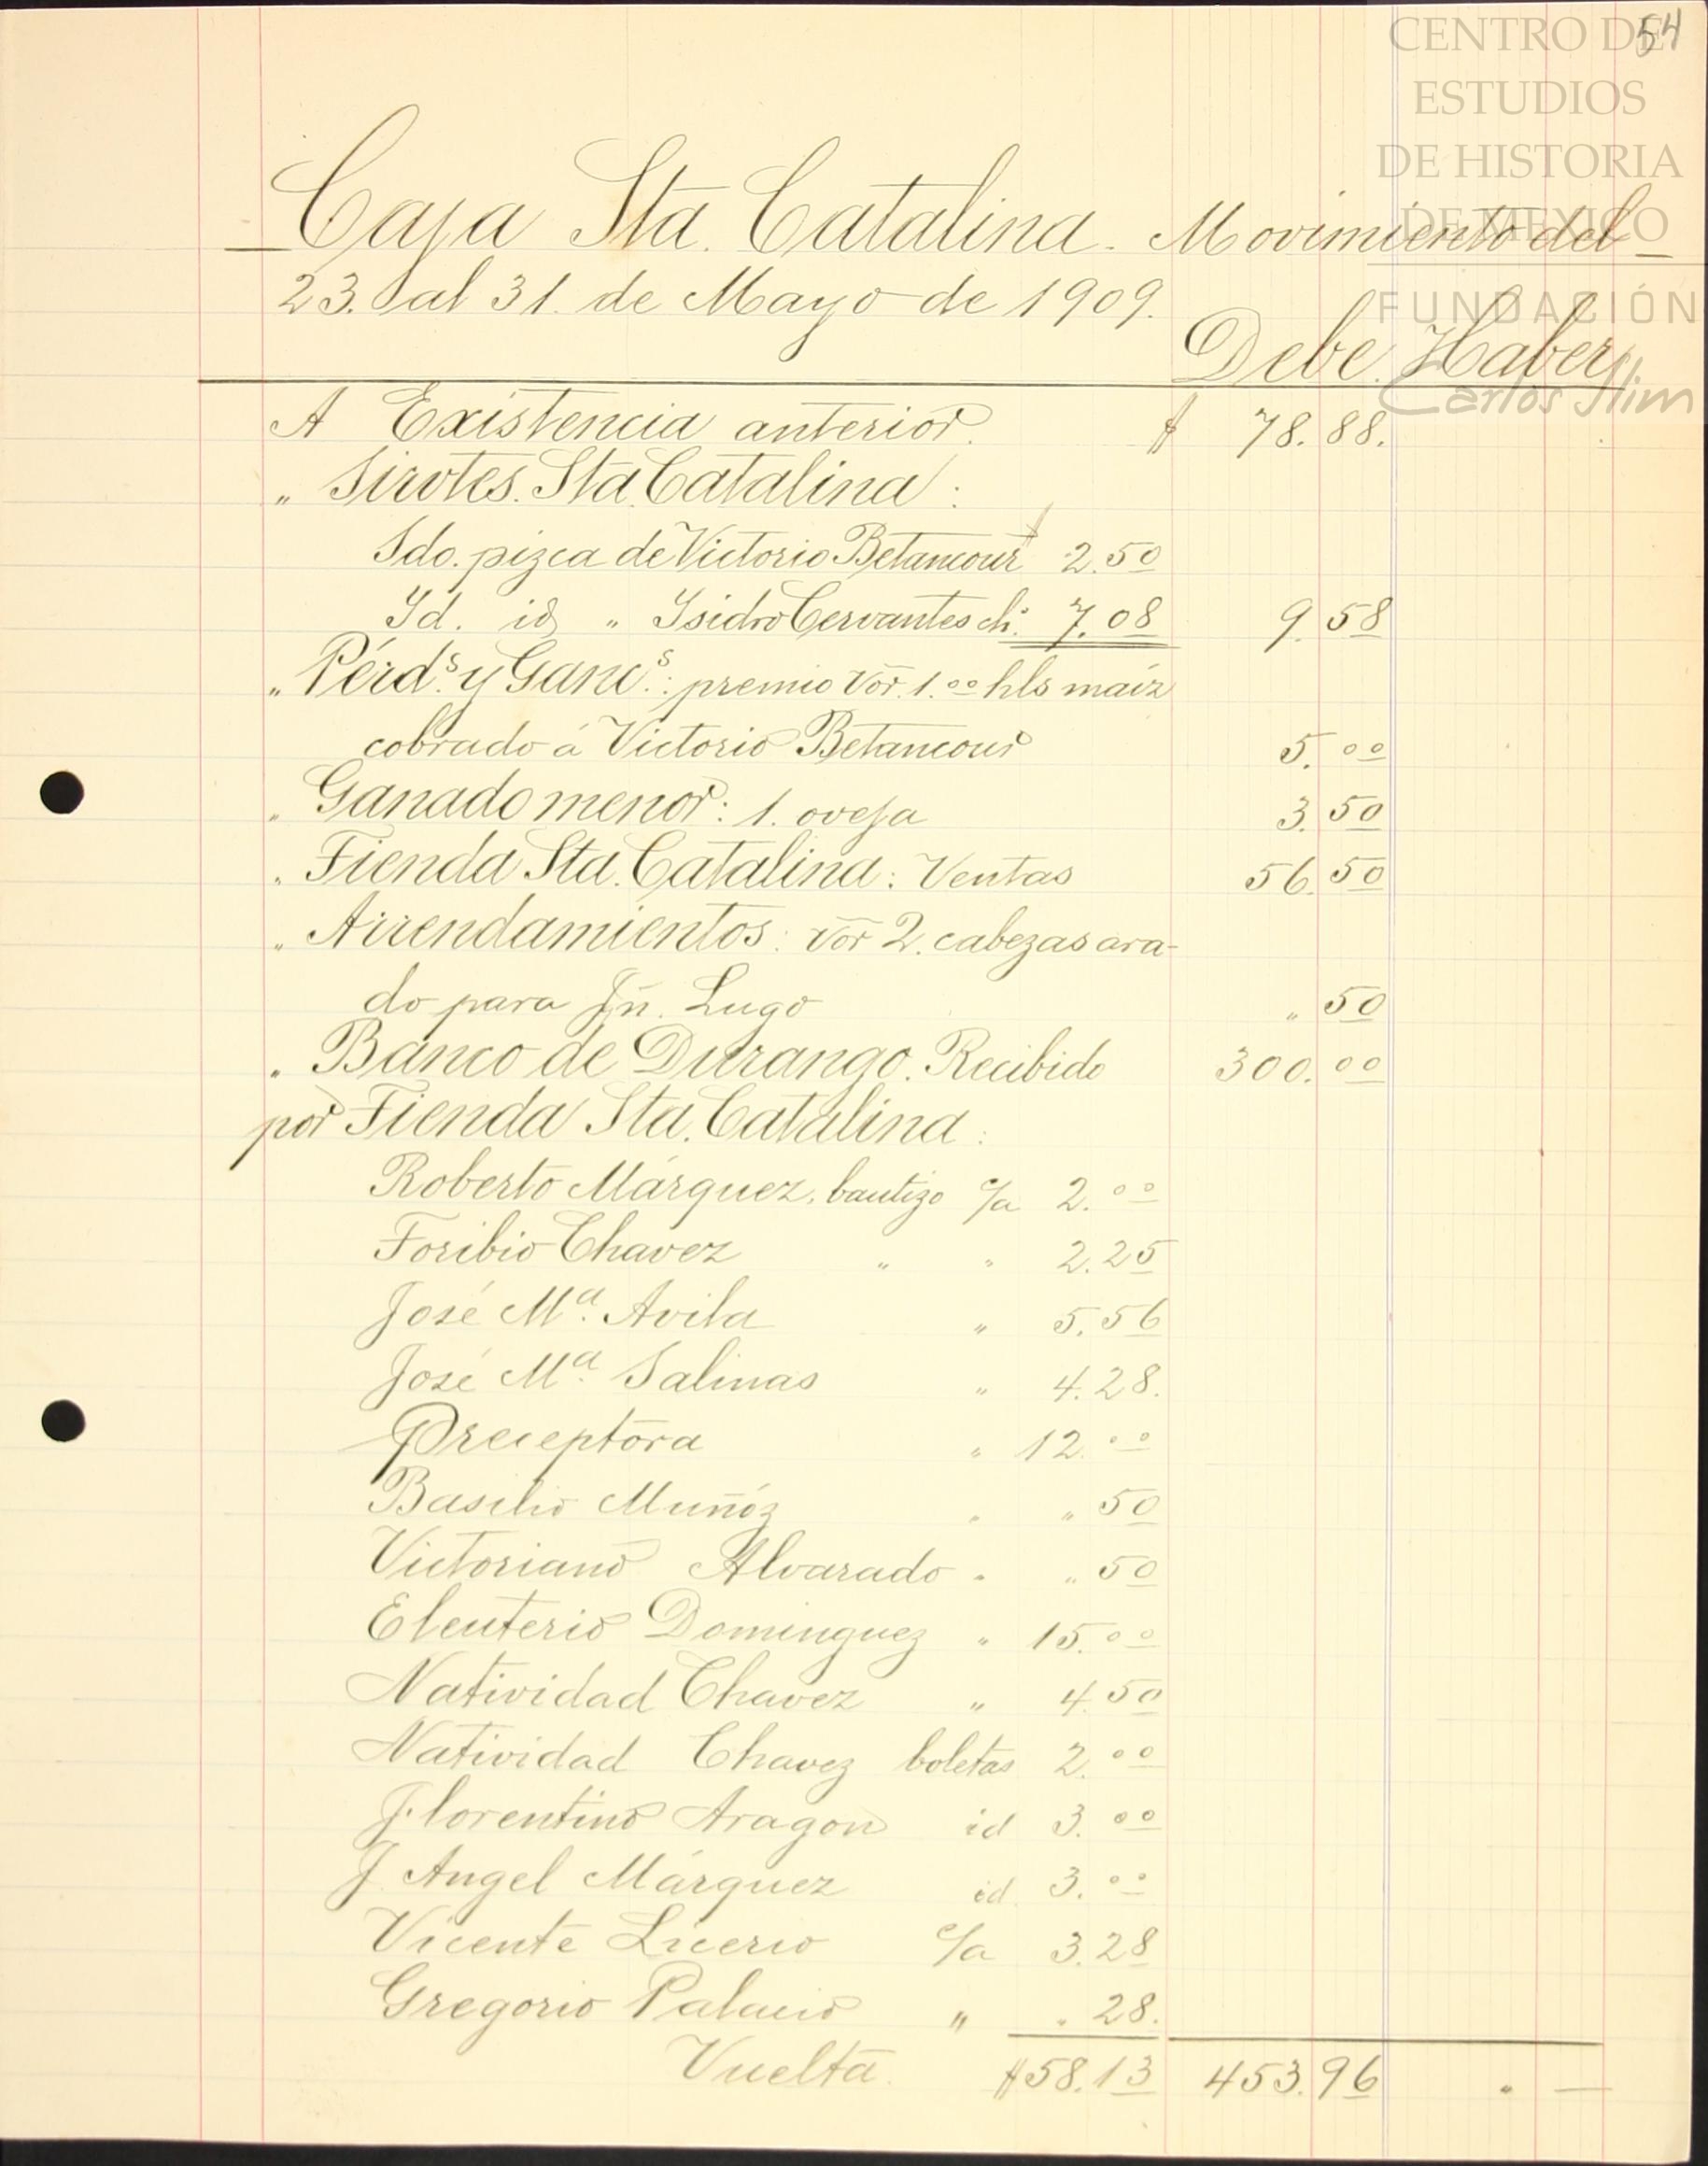 54
CENTRO DE
ESTUDIOS
DE HISTORIA
DE MEXICO
FUNDACIÓN
Carlos Slim
Caja Sta. Catalina. Movimiento del
23. al 31. de Mayo de 1909.
Debe. Haber
A Existencia anterior. $ 78. 88.
„ Sirvtes. Sta. Catalina:
Sdo. pizca de Victorio Betancour 2.50
Id. id „ Isidro Cervantes ch: 7.08 9. 58
„ Pérds. y Gancs.: premio vor. 1.00 hls maiz
cobrado á Victorio Betancour 5. 00
„ Ganado menor: 1. oveja 3. 50
„ Tienda Sta. Catalina: Ventas 56. 50
„ Arrendamientos: vor 2. cabezas ara-
do para Jn. Lugo „ 50
„ Banco de Durango. Recibido 300. 00
por Tienda Sta. Catalina:
Roberto Márquez, bautizo c/a 2.00
Toribio Chavez „ „ 2.25
José Ma. Avila „ 5.56
José Ma. Salinas „ 4.28.
Preceptora „ 12.00
Basilio Muñóz „ „ 50
Victoriano Alvarado „ „ 50
Eleuterio Dominguez „ 15.00
Natividad Chavez „ 4.50
Natividad Chavez boletas 2.00
Florentino Aragon id 3.00
J Angel Márquez id 3.00
Vicente Licerio c/a 3.28
Gregorio Palacio „ „ 28.
Vuelta. $58.13 453. 96 „ —